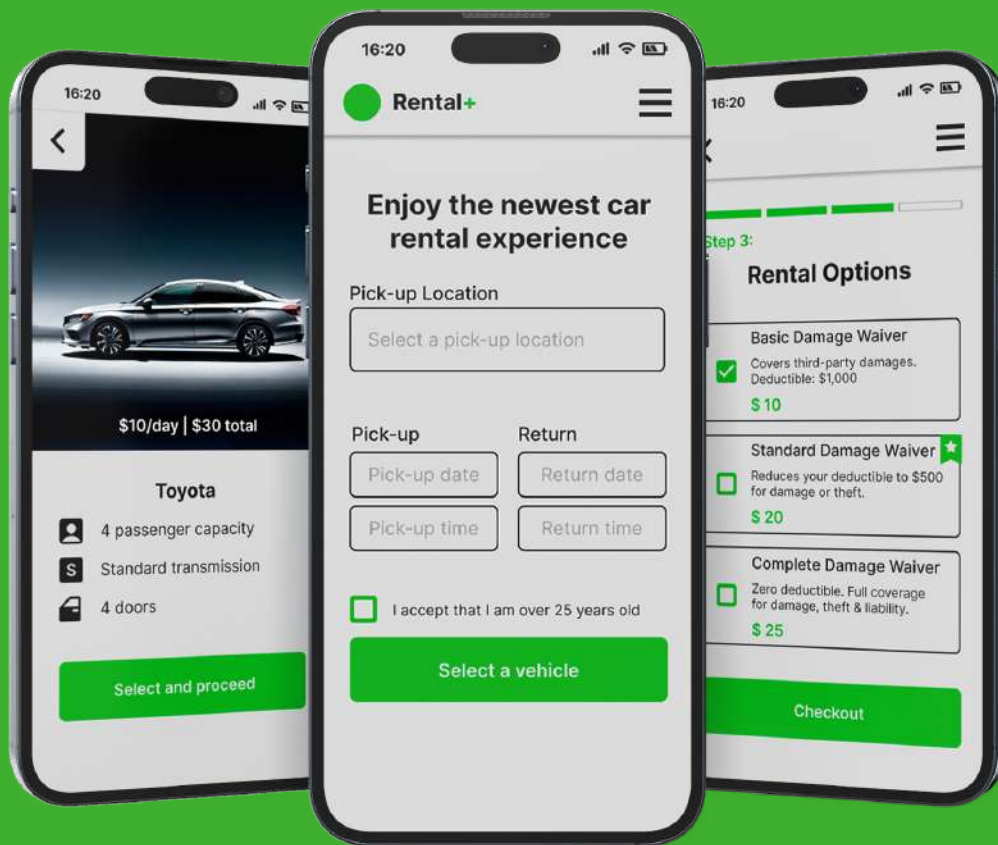 16:20
$10/day | $30 total
Toyota
4 passenger capacity
S
Standard transmission
4 doors
Select and proceed
16:20
Rental+
Enjoy the newest car
rental experience
Pick-up Location
Select a pick-up location
Pick-up
Return
Pick-up date
Return date
Pick-up time
Return time
I accept that I am over 25 years old
Select a vehicle
16:20
Step 3:
Rental Options
Basic Damage Waiver
Covers third-party damages.
Deductible: $1,000
$ 10
Standard Damage Waiver
Reduces your deductible to $500
for damage or theft.
$ 20
Complete Damage Waiver
Zero deductible. Full coverage
for damage, theft & liability.
$ 25
Checkout